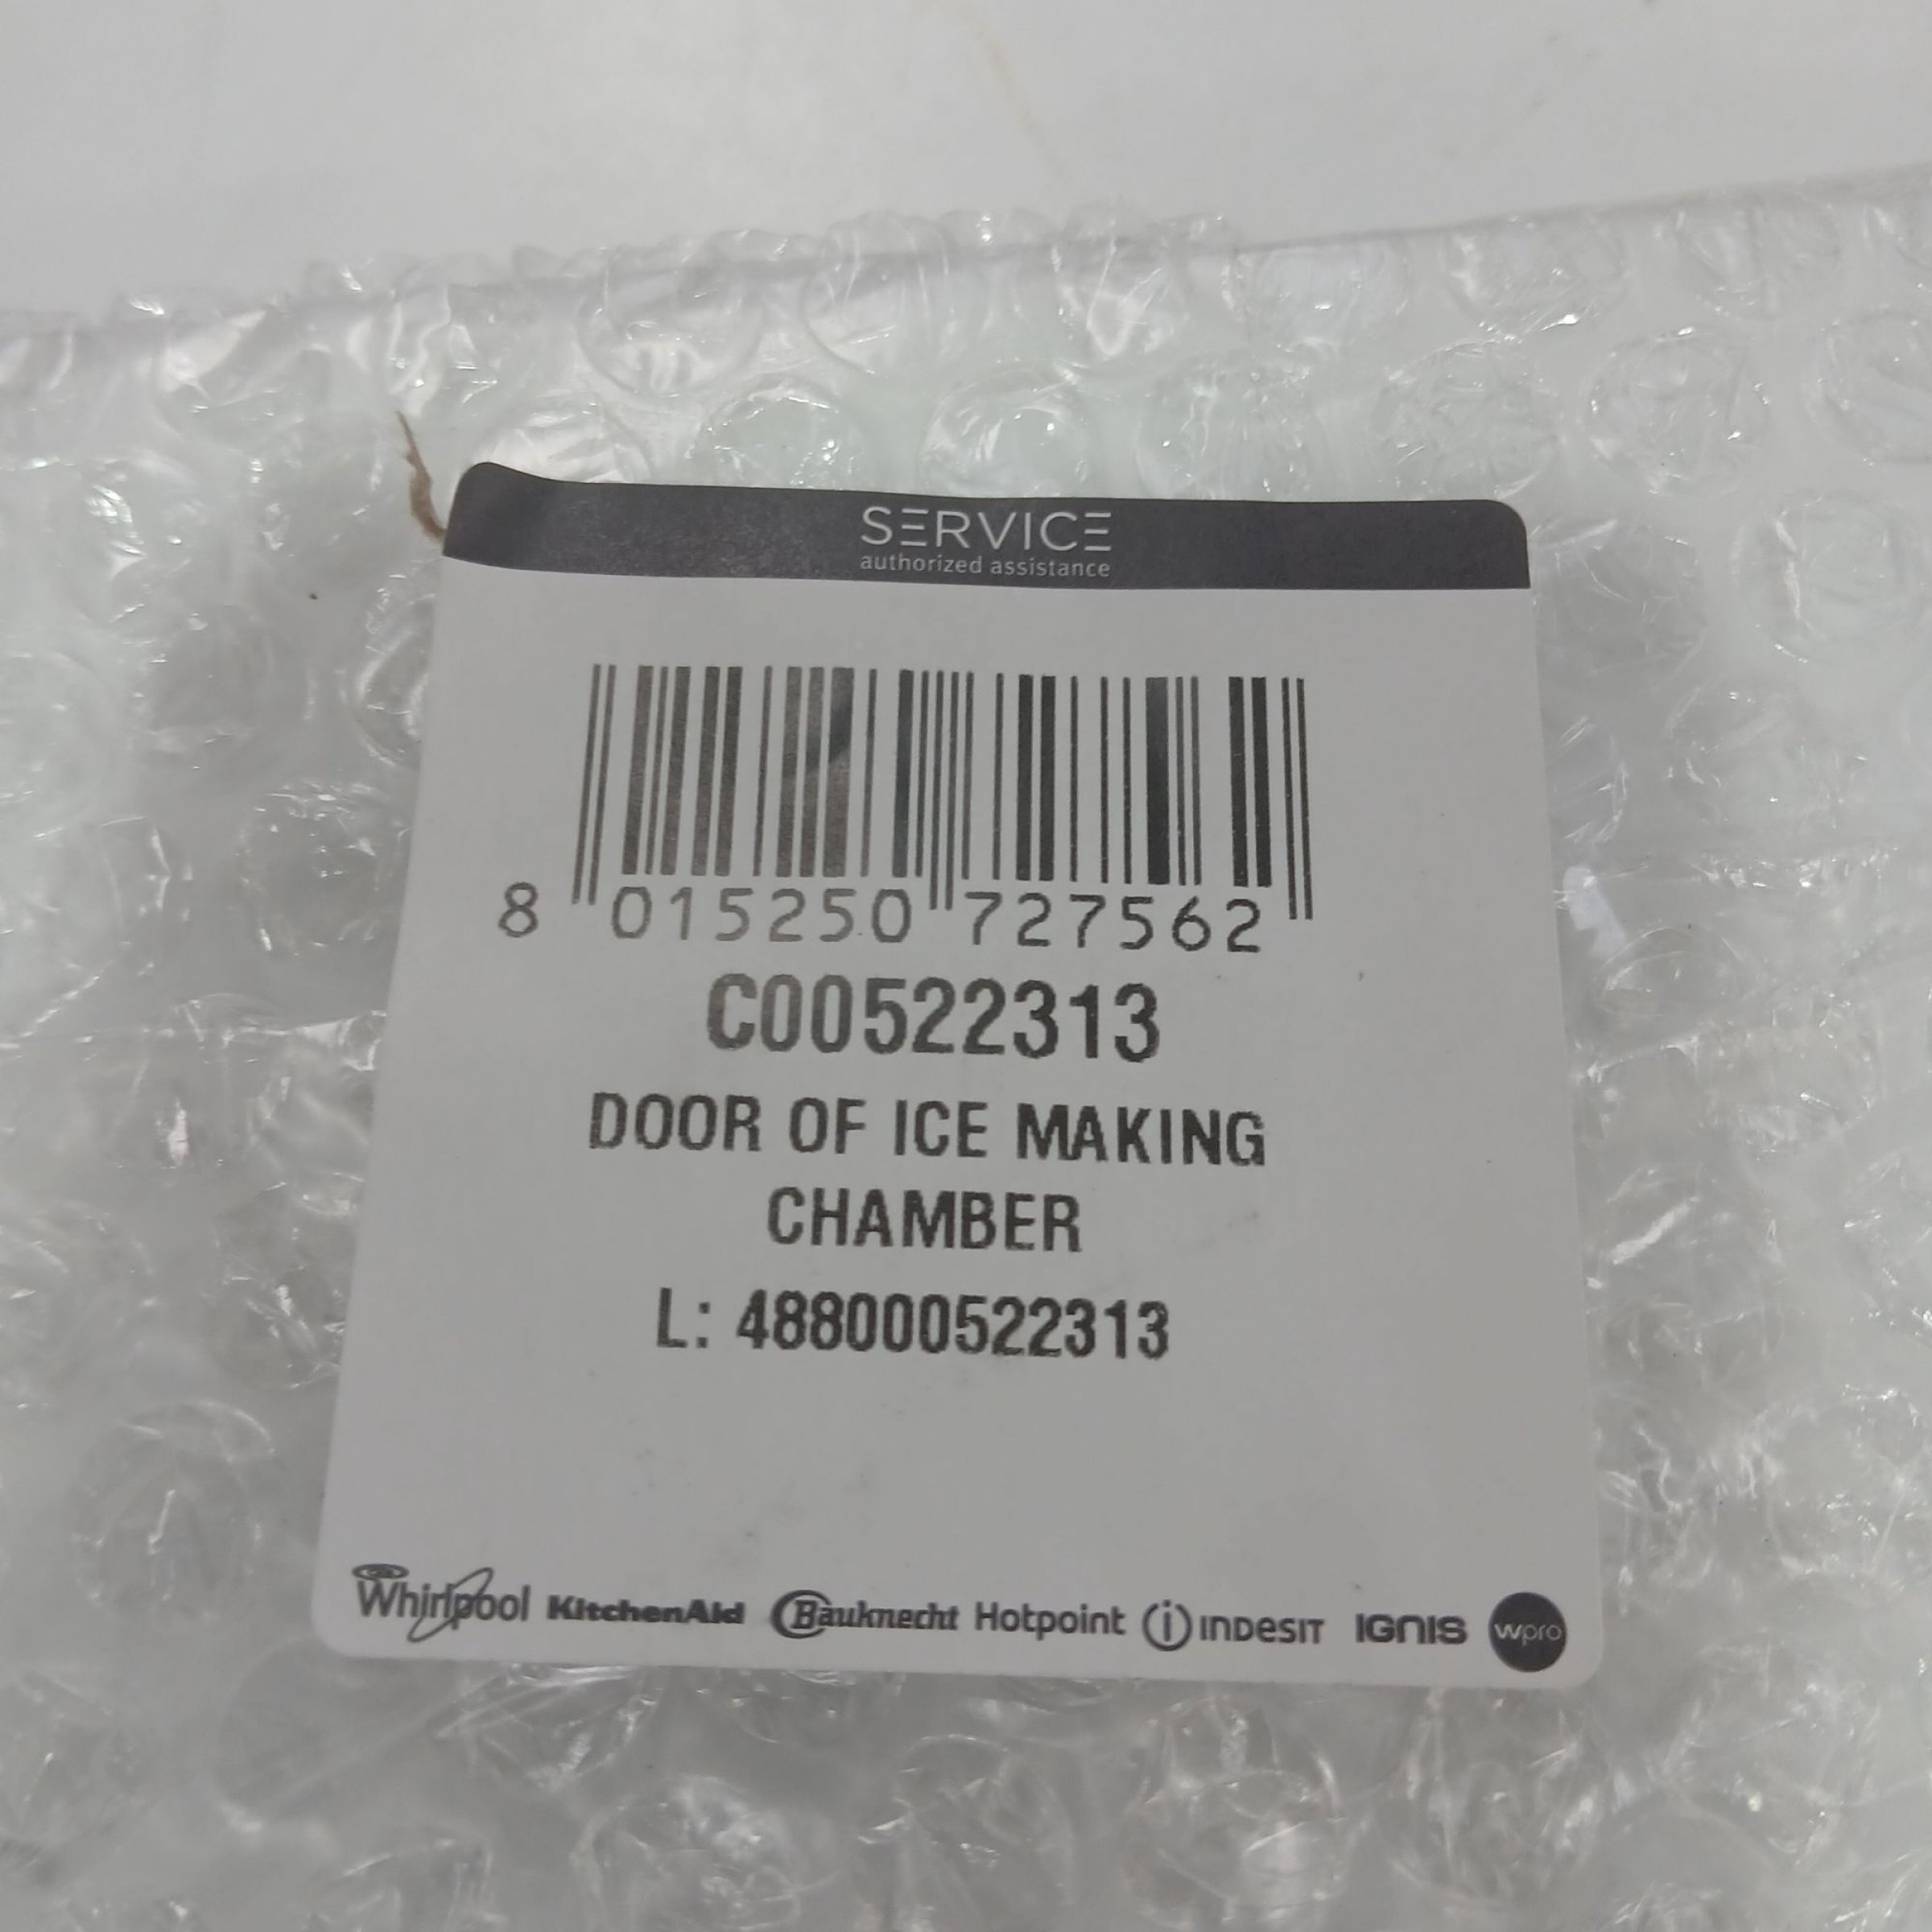 SERVICE
authorized assistance
8 015250 727562
C00522313
DOOR OF ICE MAKING
CHAMBER
L: 488000522313
Whirlpool KitchenAid Bauknecht Hotpoint INDESIT IGNIS wpro